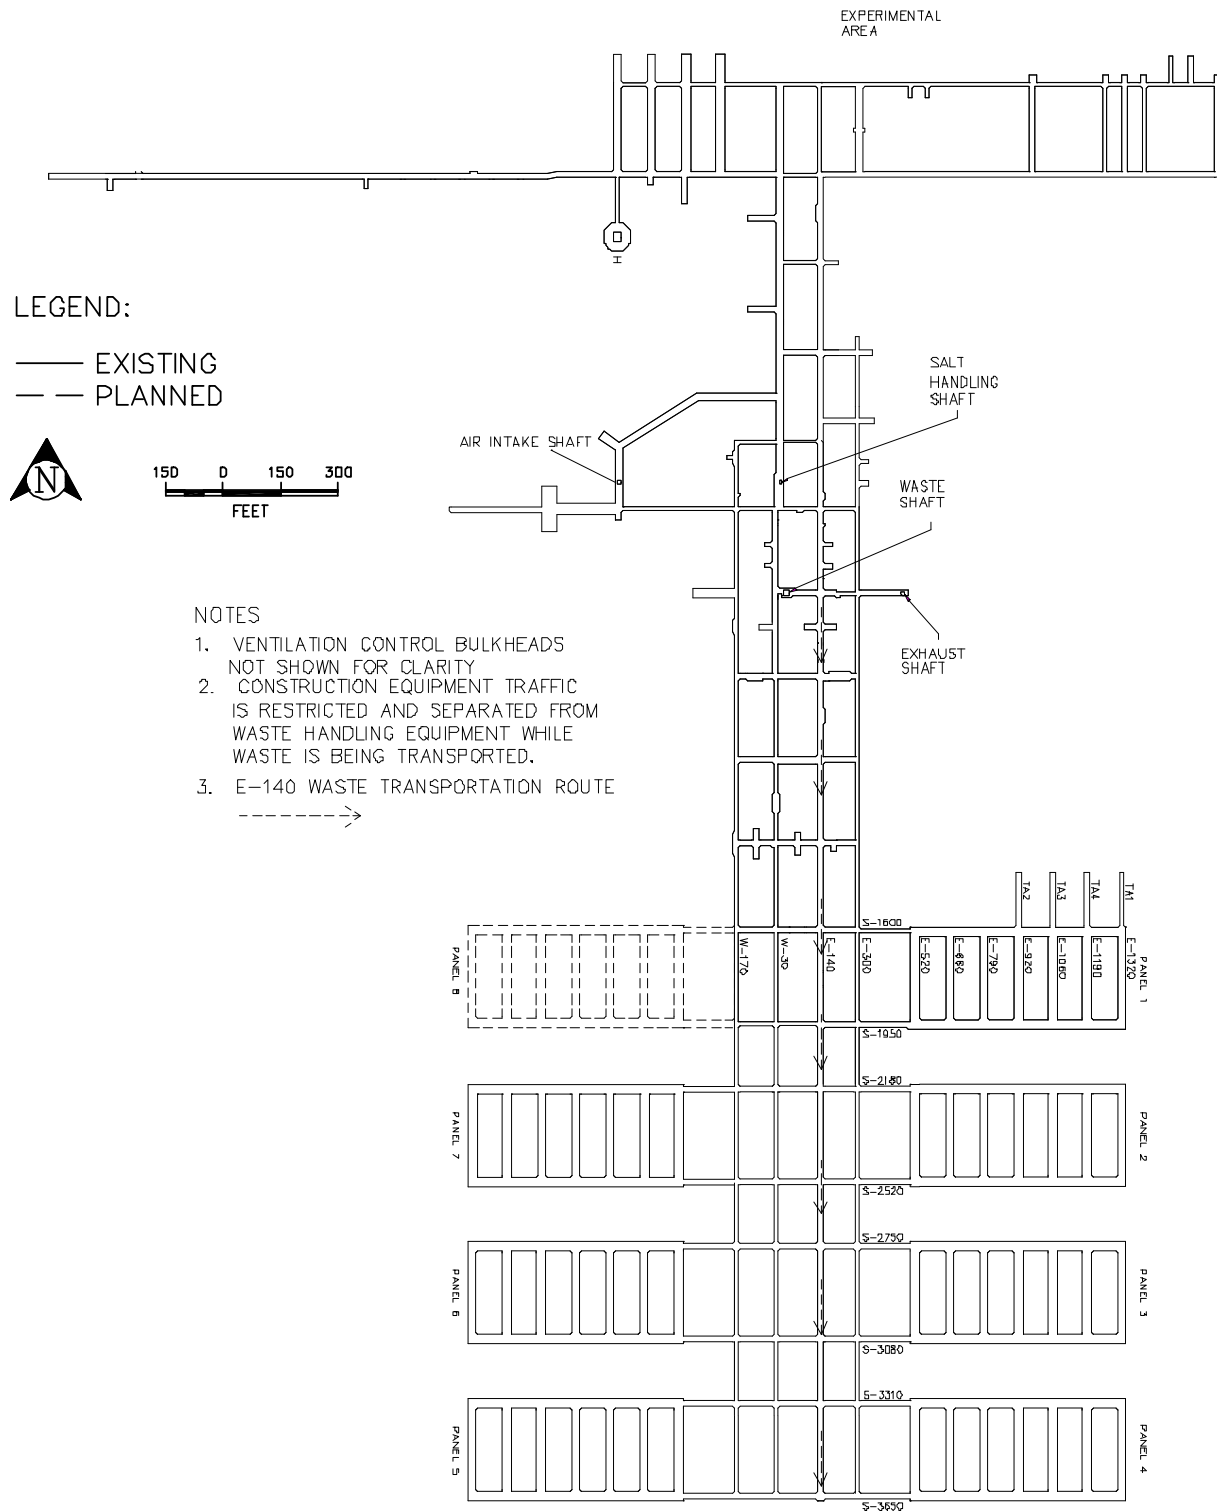 EXPERIMENTAL
AREA
H
LEGEND:
EXISTING
PLANNED
N
150 0 150 300
FEET
AIR INTAKE SHAFT
SALT
HANDLING
SHAFT
WASTE
SHAFT
EXHAUST
SHAFT
NOTES
1. VENTILATION CONTROL BULKHEADS
NOT SHOWN FOR CLARITY
2. CONSTRUCTION EQUIPMENT TRAFFIC
IS RESTRICTED AND SEPARATED FROM
WASTE HANDLING EQUIPMENT WHILE
WASTE IS BEING TRANSPORTED.
3. E-140 WASTE TRANSPORTATION ROUTE
TA2
TA3
TA4
TA1
S-1600
W-170
W-30
E-140
E-300
E-520
E-660
E-790
E-920
E-1060
E-1190
E-1320
PANEL 8
PANEL 1
S-1950
S-2180
PANEL 7
PANEL 2
S-2520
S-2750
PANEL 6
PANEL 3
S-3080
S-3310
PANEL 5
PANEL 4
S-3650